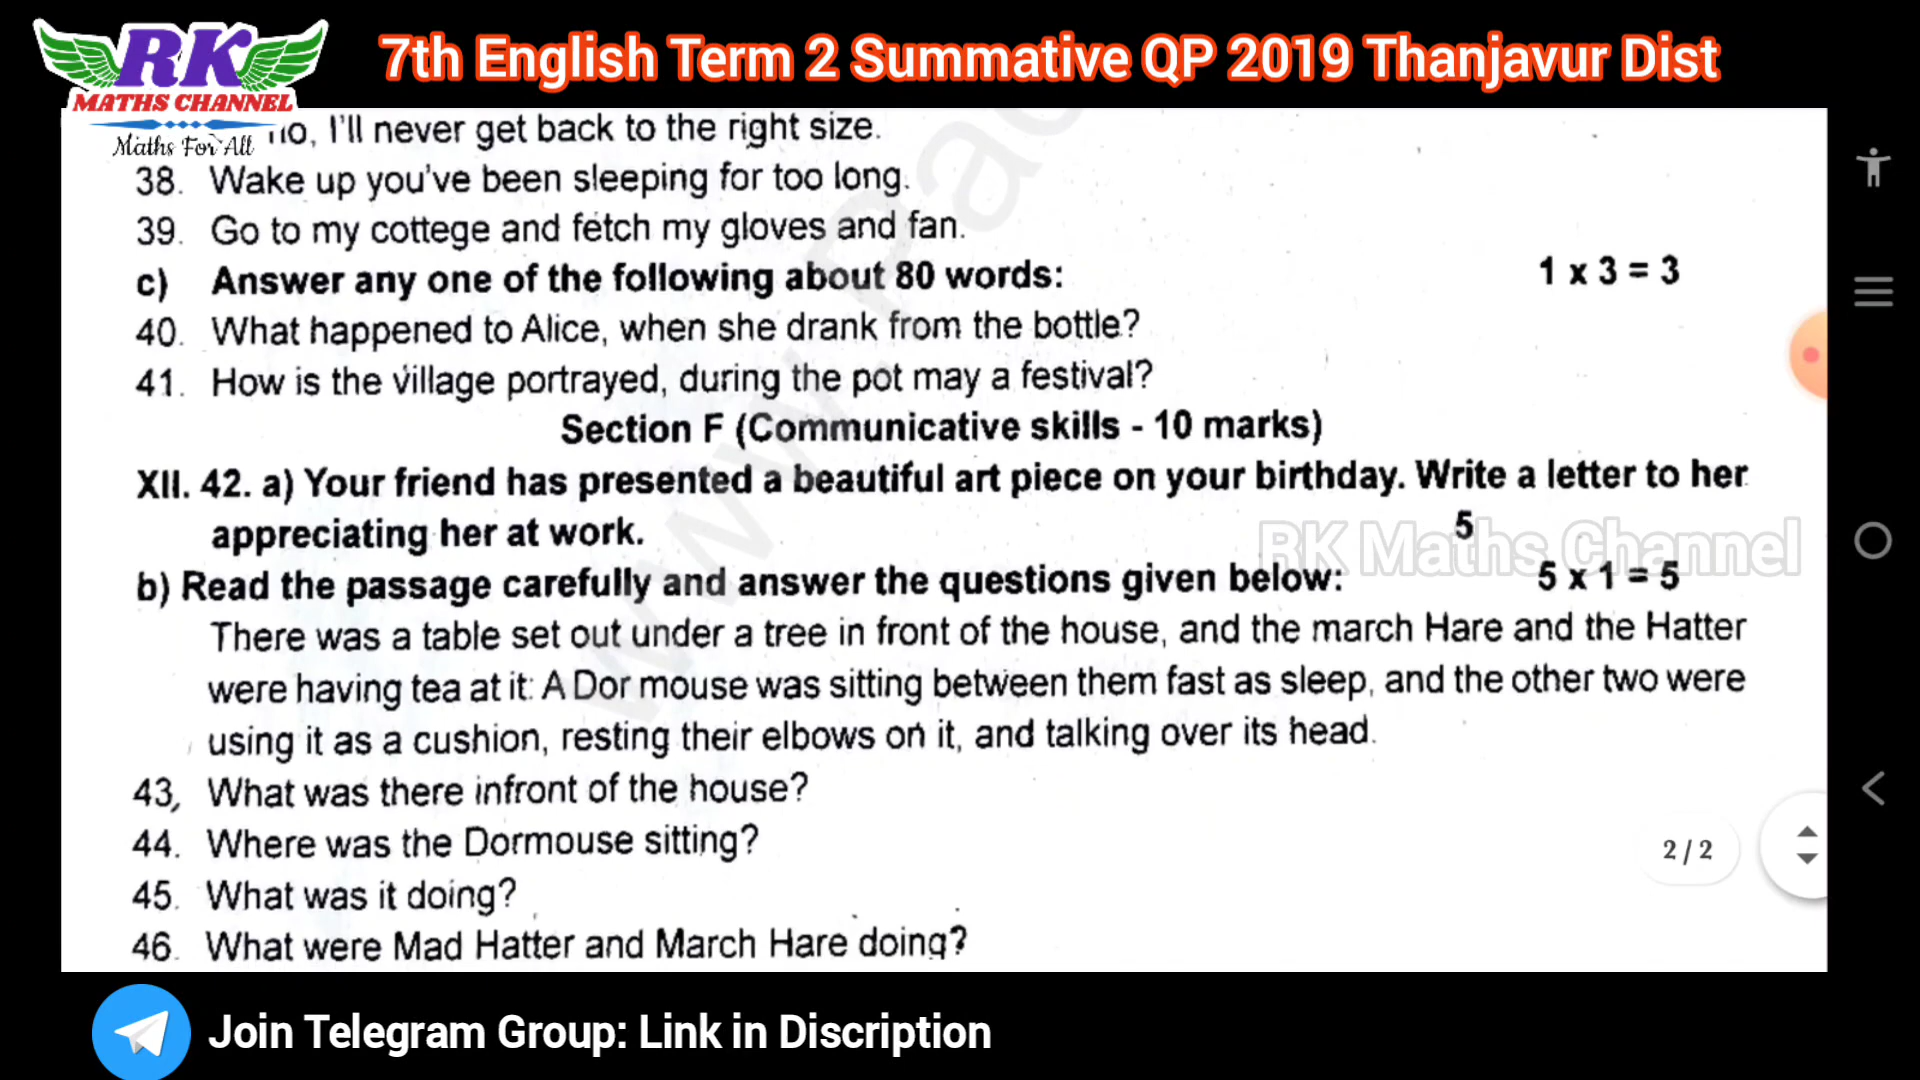 RK
MATHS CHANNEL
Maths For All
7th English Term 2 Summative QP 2019 Thanjavur Dist
no, I'll never get back to the right size.
38. Wake up you've been sleeping for too long.
39. Go to my cottege and fetch my gloves and fan.
c) Answer any one of the following about 80 words: 1 x 3 = 3
40. What happened to Alice, when she drank from the bottle?
41. How is the village portrayed, during the pot may a festival?
Section F (Communicative skills - 10 marks)
XII. 42. a) Your friend has presented a beautiful art piece on your birthday. Write a letter to her
appreciating her at work. 5
RK Maths Channel
b) Read the passage carefully and answer the questions given below: 5 x 1 = 5
There was a table set out under a tree in front of the house, and the march Hare and the Hatter
were having tea at it: A Dor mouse was sitting between them fast as sleep, and the other two were
using it as a cushion, resting their elbows on it, and talking over its head.
43, What was there infront of the house?
44. Where was the Dormouse sitting?
45. What was it doing?
46. What were Mad Hatter and March Hare doing?
2 / 2
Join Telegram Group: Link in Discription